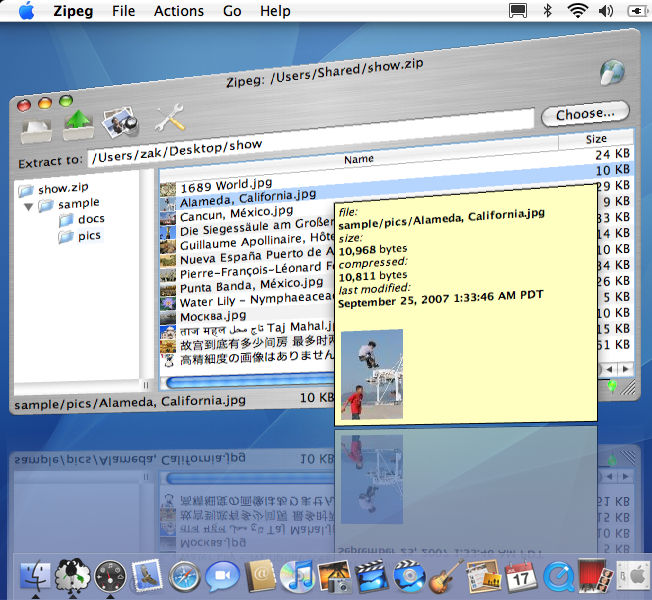 Zipeg File Actions Go Help
Zipeg: /Users/Shared/show.zip
Extract to: /Users/zak/Desktop/show Choose...
Name Size
show.zip
sample
docs
pics
1689 World.jpg 24 KB
Alameda, California.jpg 10 KB
Cancun, México.jpg 29 KB
Die Siegessäule am Großer 9 KB
Guillaume Apollinaire, Hôte 33 KB
Nueva España Puerto de A 14 KB
Pierre-François-Léonard F 34 KB
Punta Banda, México.jpg 26 KB
Water Lily - Nymphaeaceae 5 KB
Москва.jpg 10 KB
ताज महल تاج محل Taj Mahal.j 15 KB
故宫到底有多少间房 最多时 51 KB
高精細度の画像はありません
file:
sample/pics/Alameda, California.jpg
size:
10,968 bytes
compressed:
10,811 bytes
last modified:
September 25, 2007 1:33:46 AM PDT
sample/pics/Alameda, California.jpg 10 KB
17